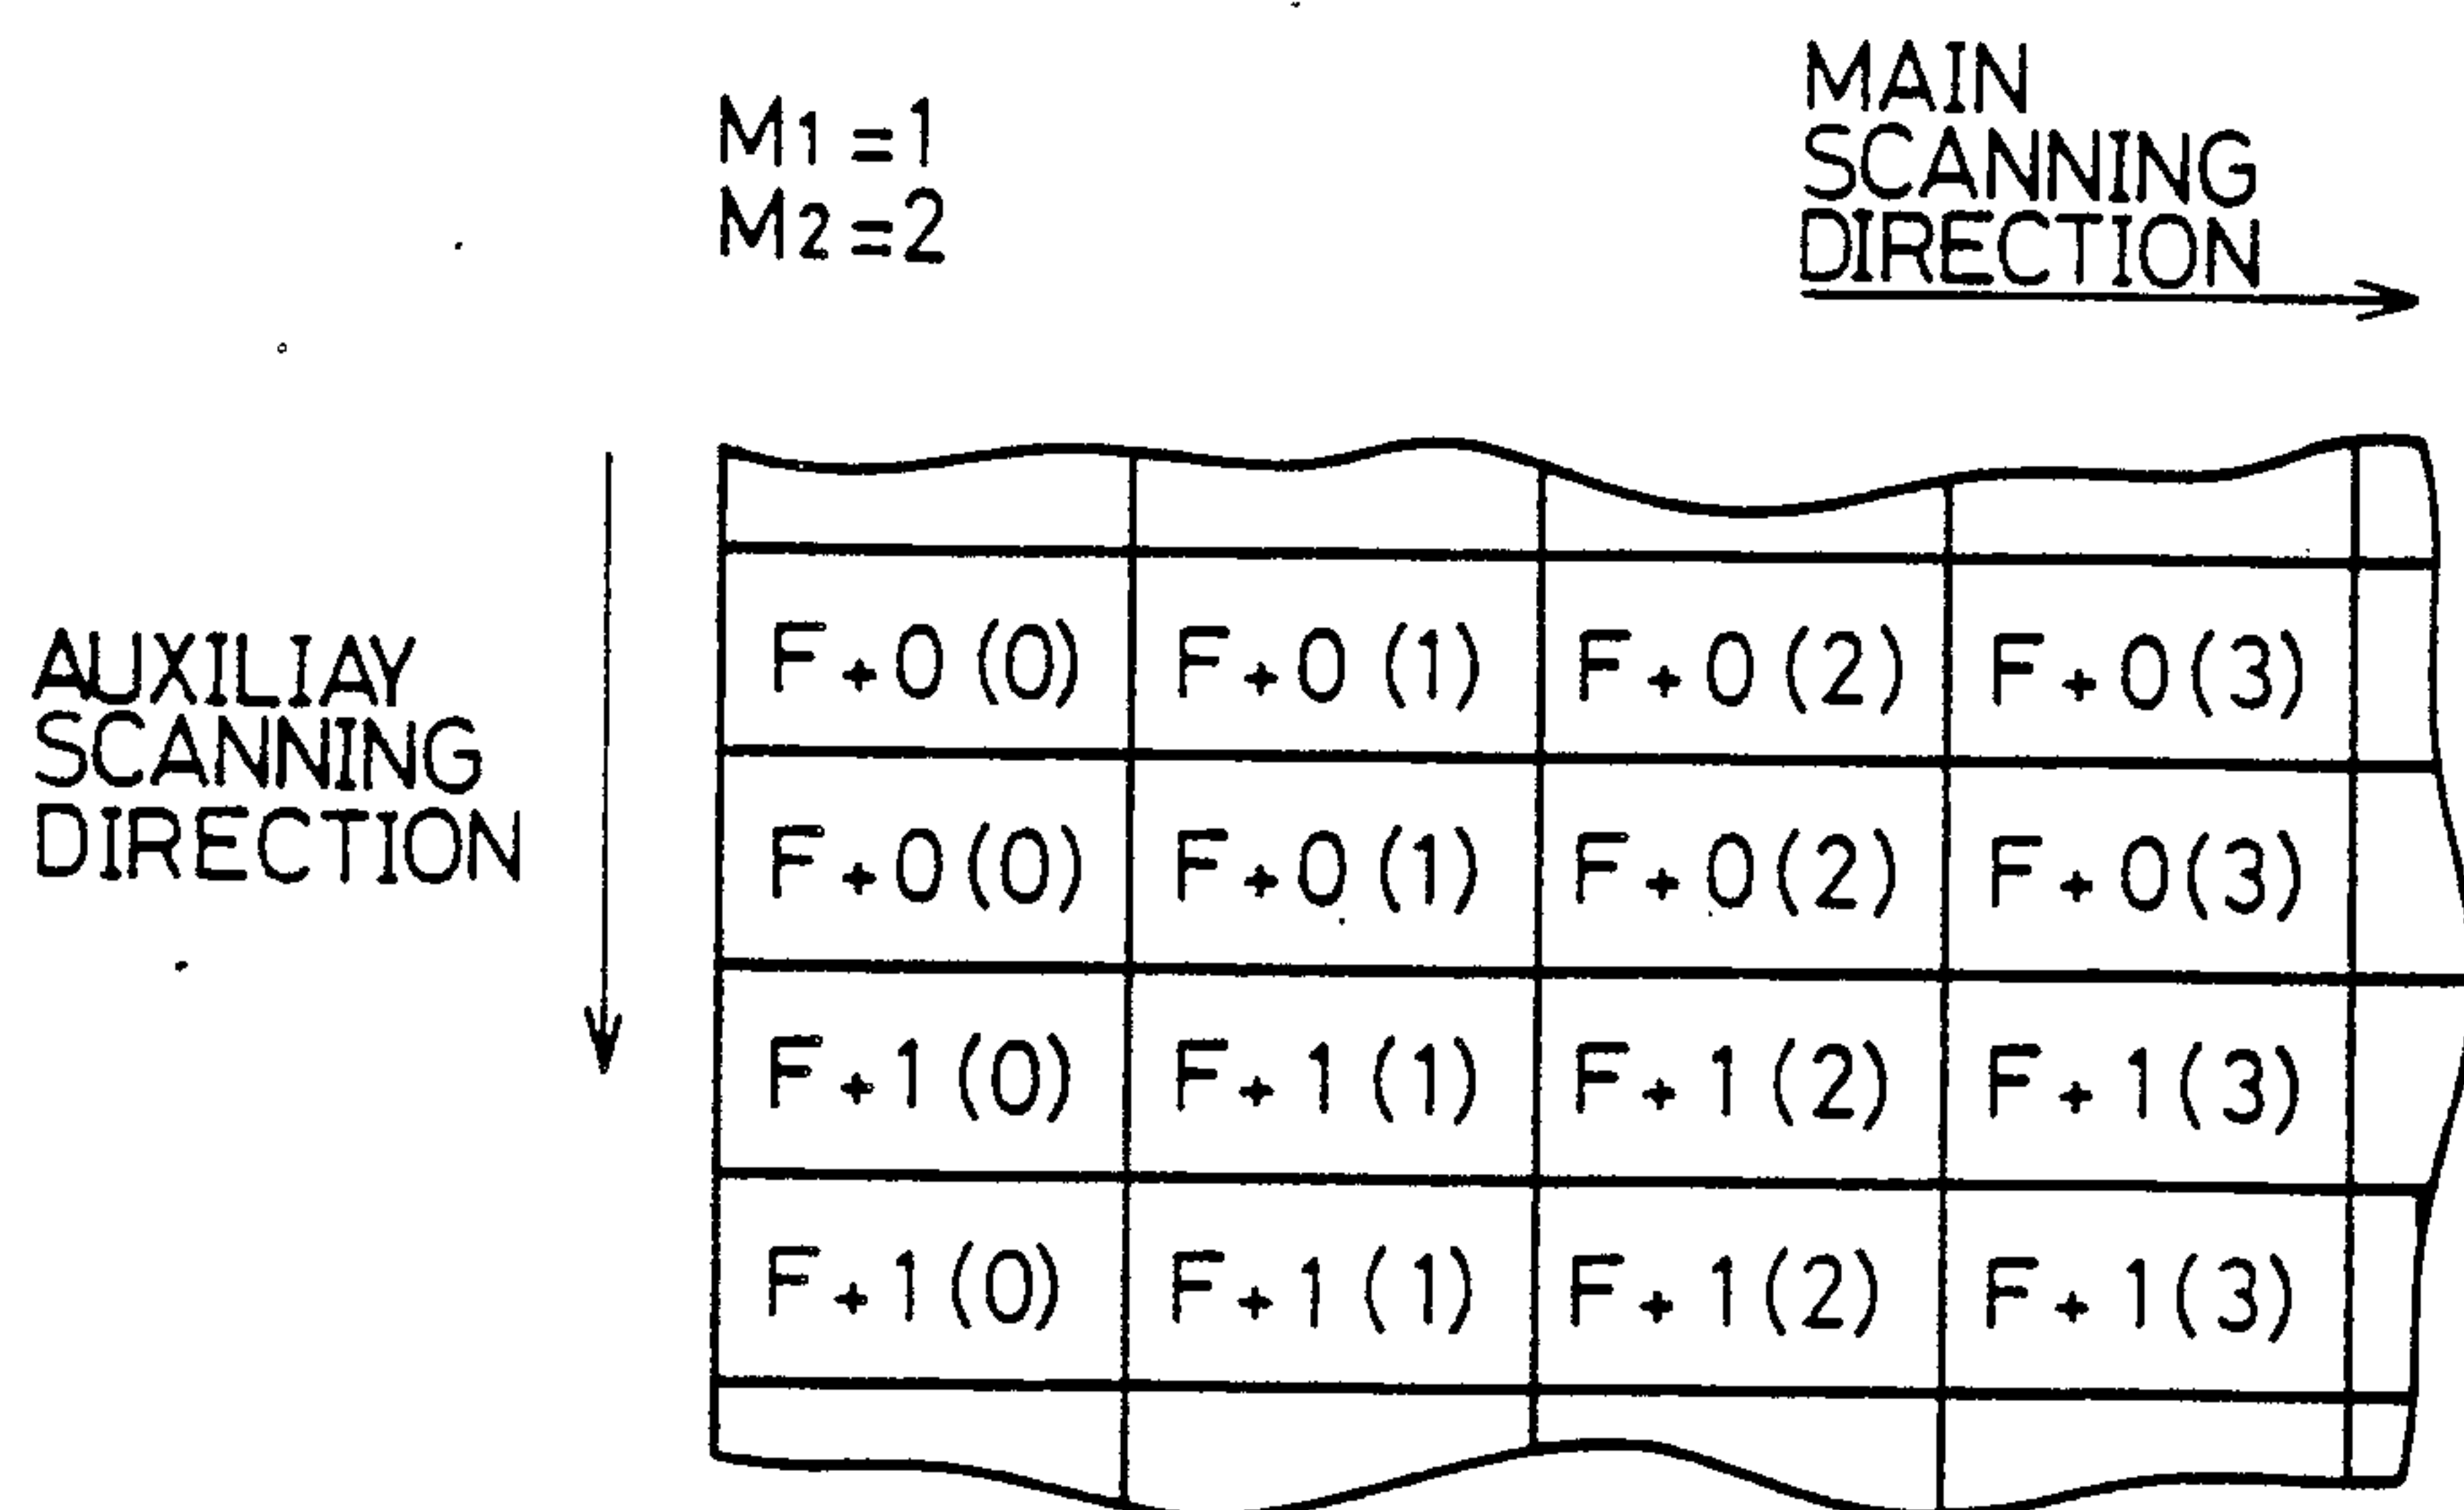 M1=1
M2=2
MAIN
SCANNING
DIRECTION
AUXILIAY
SCANNING
DIRECTION
F+0(0) F+0(1) F+0(2) F+0(3)
F+0(0) F+0(1) F+0(2) F+0(3)
F+1(0) F+1(1) F+1(2) F+1(3)
F+1(0) F+1(1) F+1(2) F+1(3)